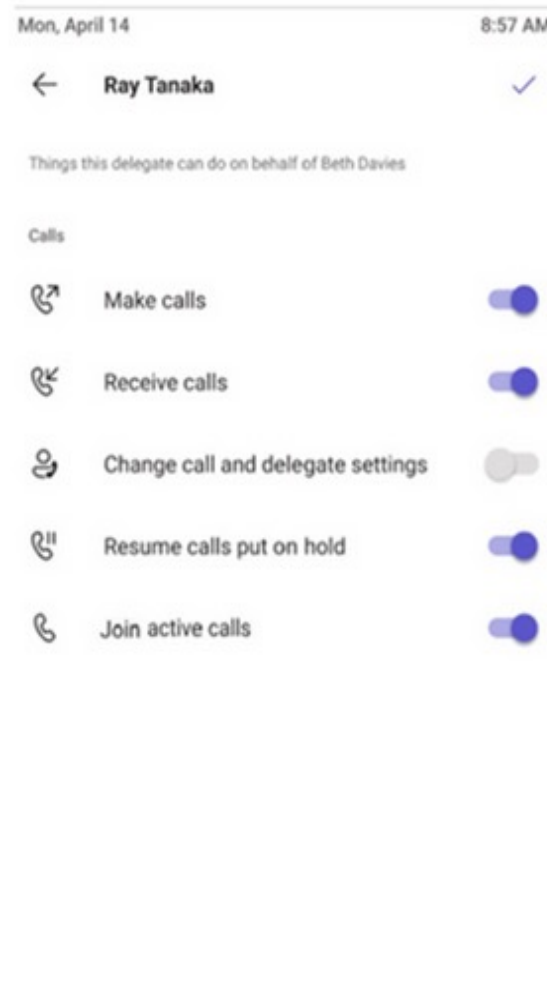 Mon, April 14 8:57 AM
Ray Tanaka
Things this delegate can do on behalf of Beth Davies
Calls
Make calls
Receive calls
Change call and delegate settings
Resume calls put on hold
Join active calls